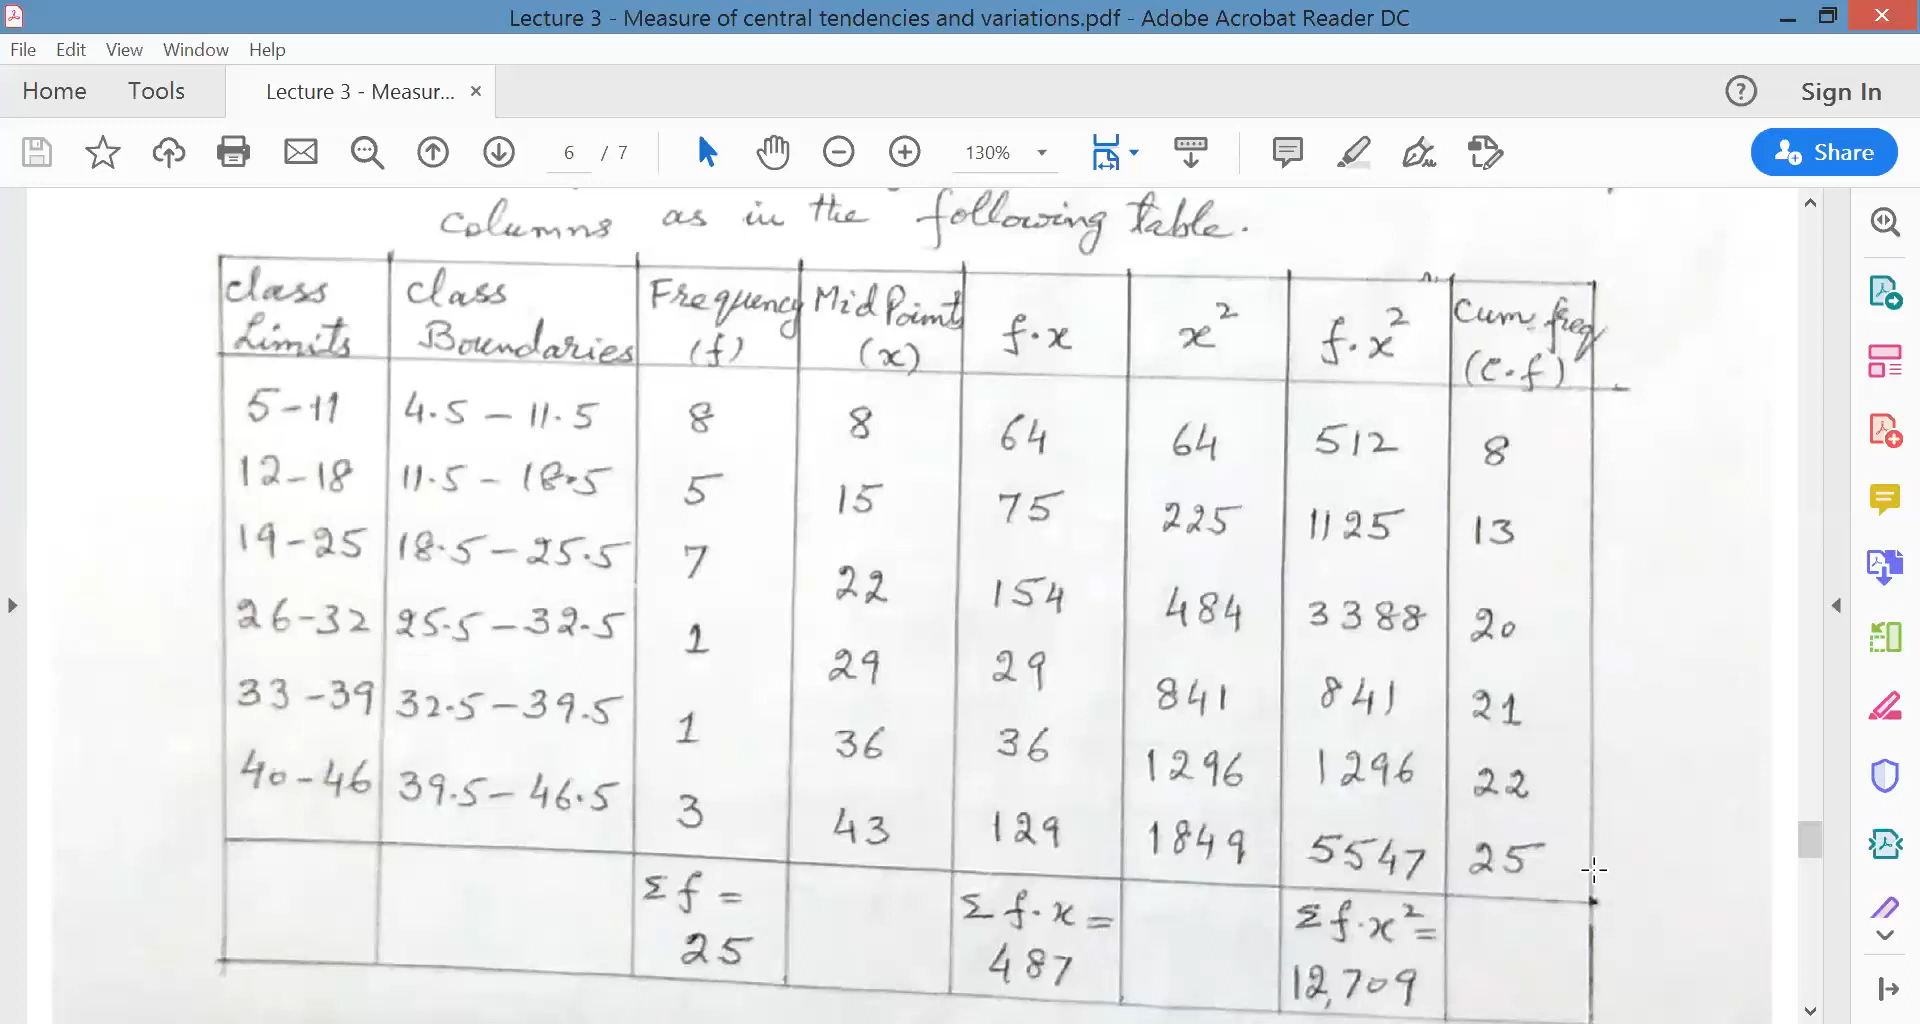 Lecture 3 - Measure of central tendencies and variations.pdf - Adobe Acrobat Reader DC
File Edit View Window Help
Home Tools Lecture 3 - Measur... × Sign In
6 / 7 130% Share
columns as in the following table.
Class Limits Class Boundaries Frequency (f) Mid Point (x) f·x x² f·x² Cum. freq (c.f)
5-11 4.5-11.5 8 8 64 64 512 8
12-18 11.5-18.5 5 15 75 225 1125 13
19-25 18.5-25.5 7 22 154 484 3388 20
26-32 25.5-32.5 1 29 29 841 841 21
33-39 32.5-39.5 1 36 36 1296 1296 22
40-46 39.5-46.5 3 43 129 1849 5547 25
Σf = 25 Σf·x = 487 Σf·x² = 12,709